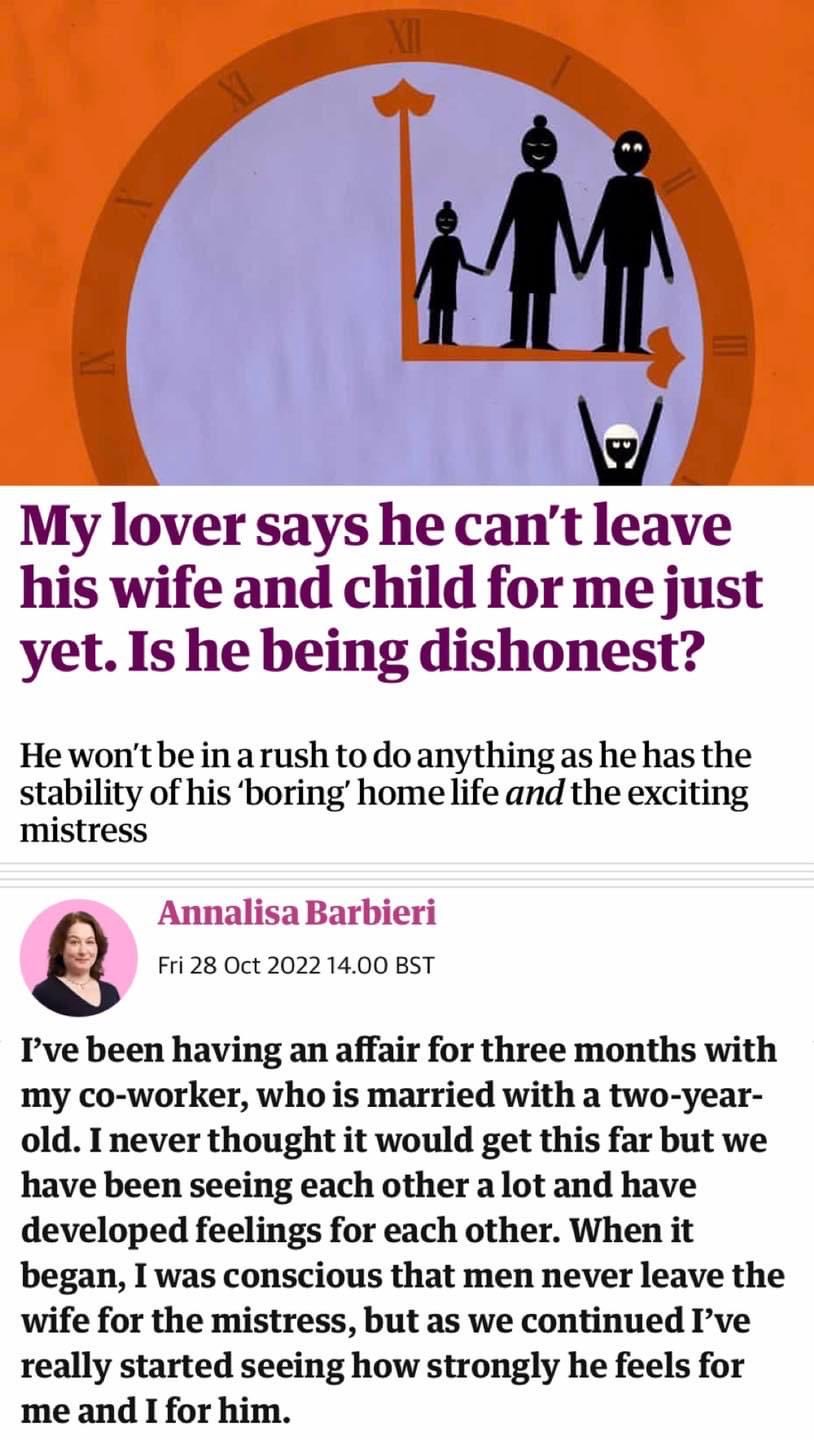 XII
XI
I
X
II
IX
III
My lover says he can’t leave
his wife and child for me just
yet. Is he being dishonest?
He won’t be in a rush to do anything as he has the
stability of his ‘boring’ home life and the exciting
mistress
Annalisa Barbieri
Fri 28 Oct 2022 14.00 BST
I’ve been having an affair for three months with
my co-worker, who is married with a two-year-
old. I never thought it would get this far but we
have been seeing each other a lot and have
developed feelings for each other. When it
began, I was conscious that men never leave the
wife for the mistress, but as we continued I’ve
really started seeing how strongly he feels for
me and I for him.